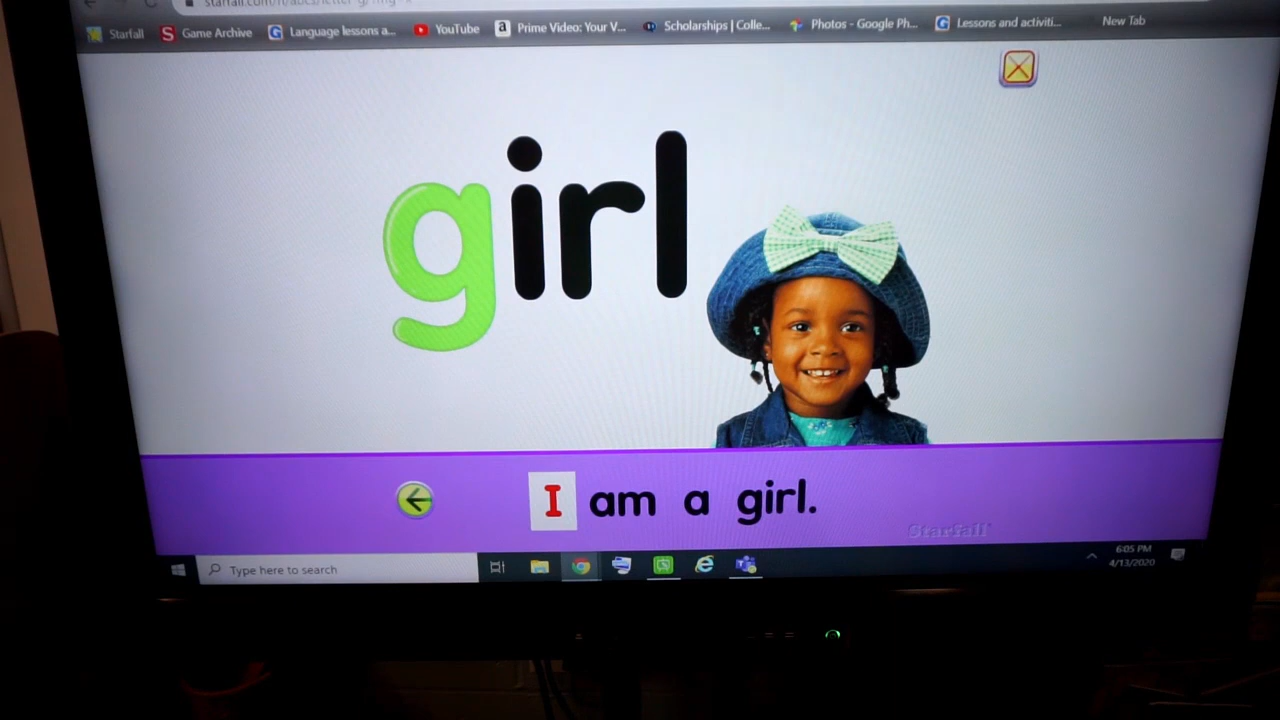 Starfall Game Archive Language lessons a... YouTube Prime Video: Your V... Scholarships | Colle... Photos - Google Ph... Lessons and activiti... New Tab
girl
I am a girl.
Starfall
Type here to search
6:05 PM
4/13/2020